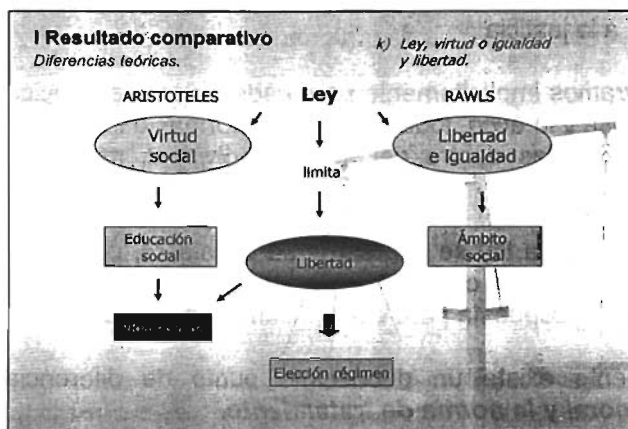 I Resultado comparativo
Diferencias teóricas.
k) Ley, virtud o igualdad
y libertad.
ARISTOTELES
Ley
RAWLS
Virtud
social
limita
Libertad
e igualdad
Educación
social
Libertad
Ámbito
social
Elección régimen